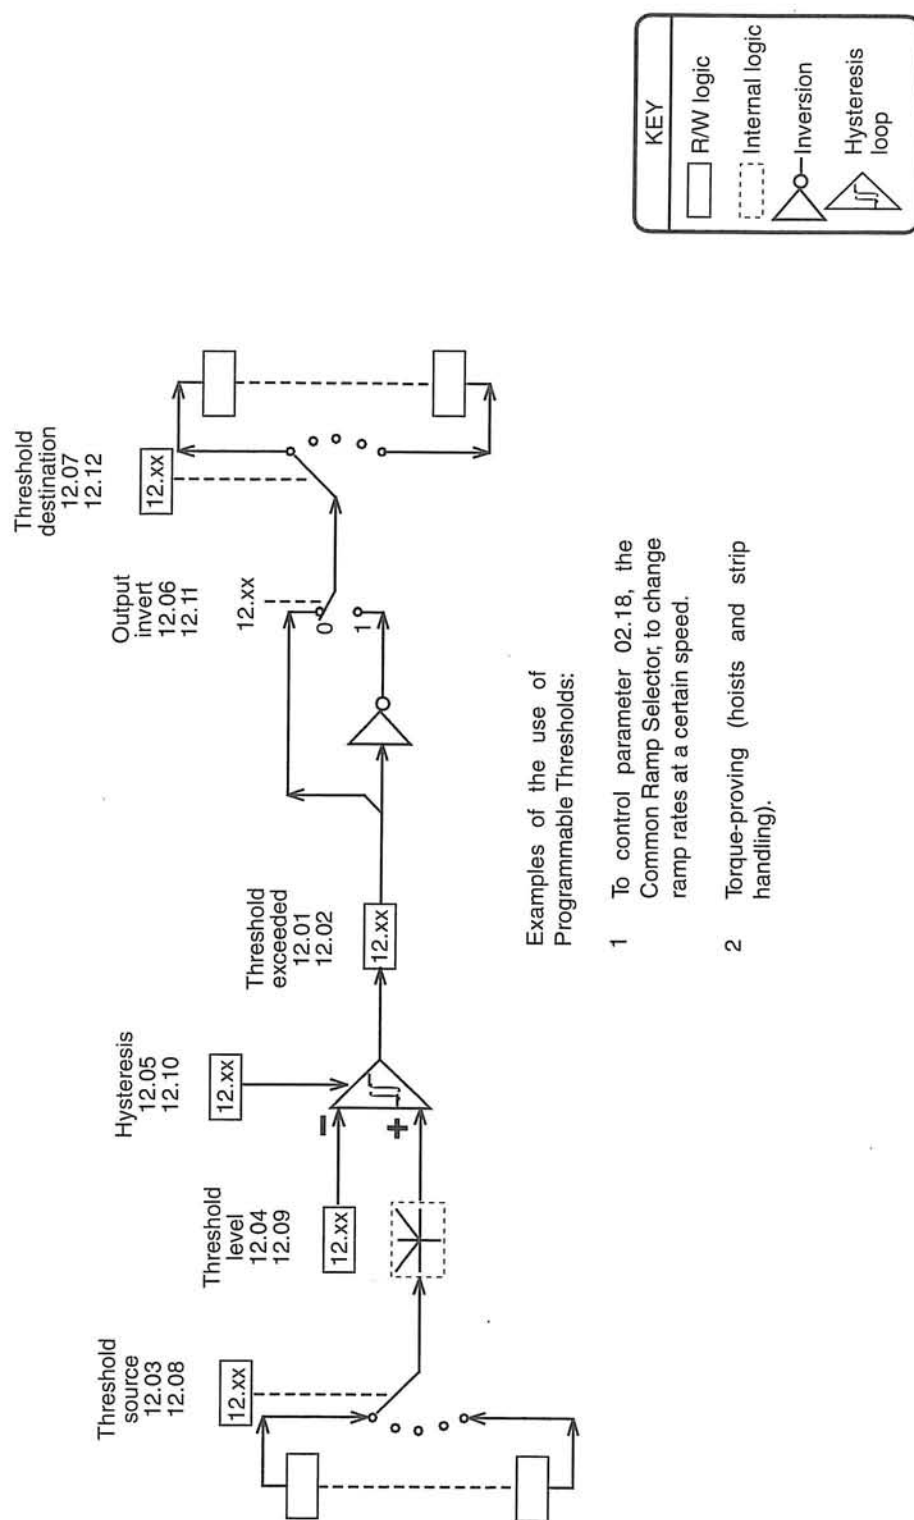 Threshold
source
12.03
12.08
12.xx
Threshold
level
12.04
12.09
12.xx
−
+
Hysteresis
12.05
12.10
12.xx
Threshold
exceeded
12.01
12.02
12.xx
Output
invert
12.06
12.11
12.xx
0
1
Threshold
destination
12.07
12.12
12.xx
Examples of the use of
Programmable Thresholds:
1 To control parameter 02.18, the
Common Ramp Selector, to change
ramp rates at a certain speed.
2 Torque-proving (hoists and strip
handling).
KEY
R/W logic
Internal logic
Inversion
Hysteresis
loop